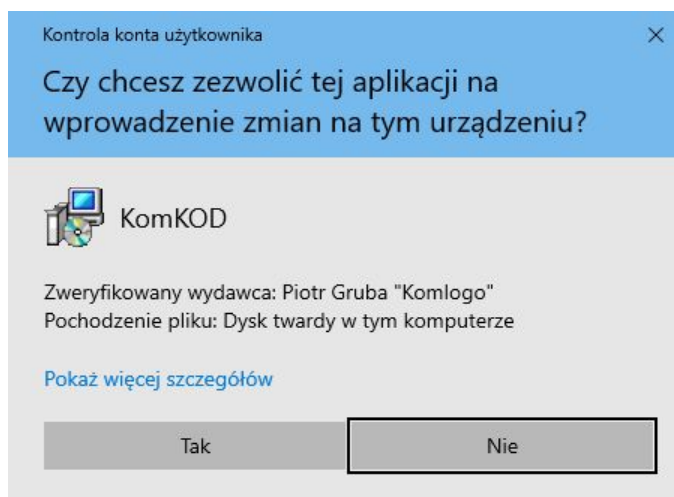 Kontrola konta użytkownika
Czy chcesz zezwolić tej aplikacji na
wprowadzenie zmian na tym urządzeniu?
KomKOD
Zweryfikowany wydawca: Piotr Gruba "Komlogo"
Pochodzenie pliku: Dysk twardy w tym komputerze
Pokaż więcej szczegółów
Tak
Nie